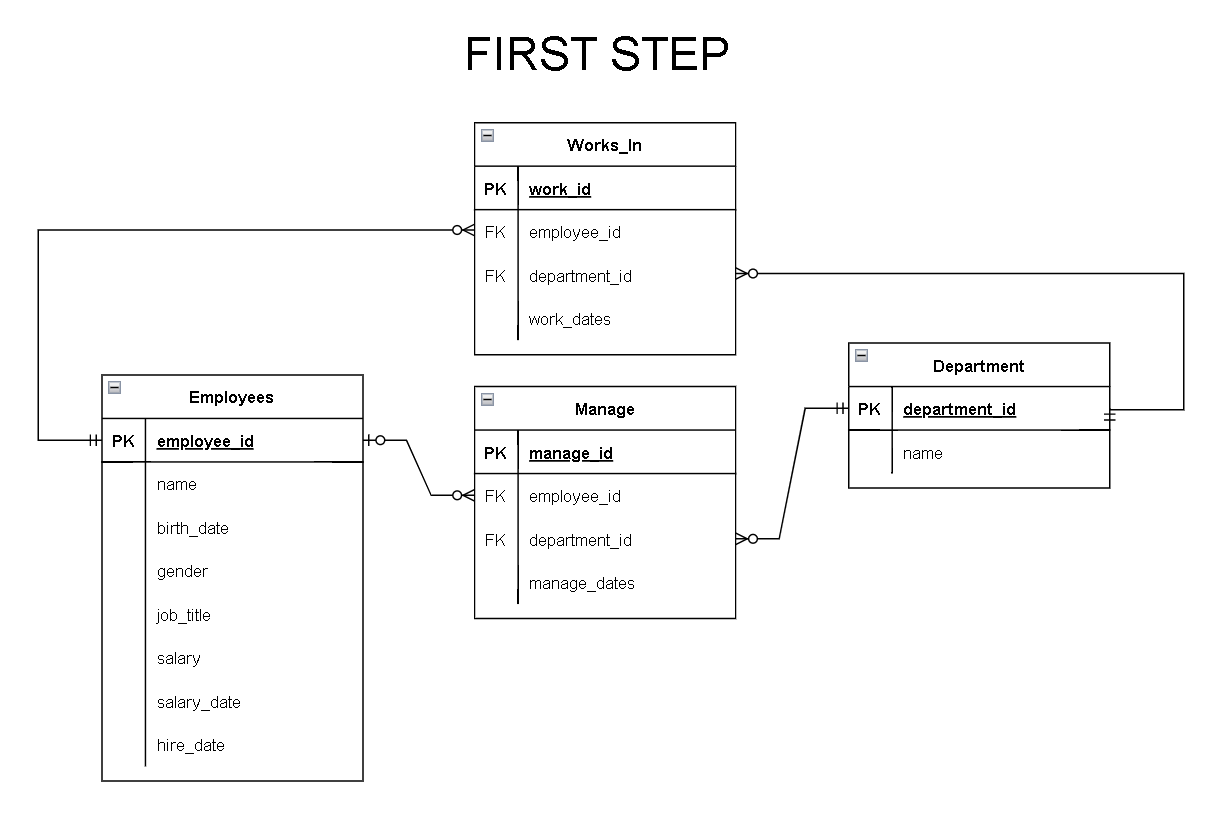 FIRST STEP
Works_In
PK work_id
FK employee_id
FK department_id
work_dates
Employees
PK employee_id
name
birth_date
gender
job_title
salary
salary_date
hire_date
Manage
PK manage_id
FK employee_id
FK department_id
manage_dates
Department
PK department_id
name